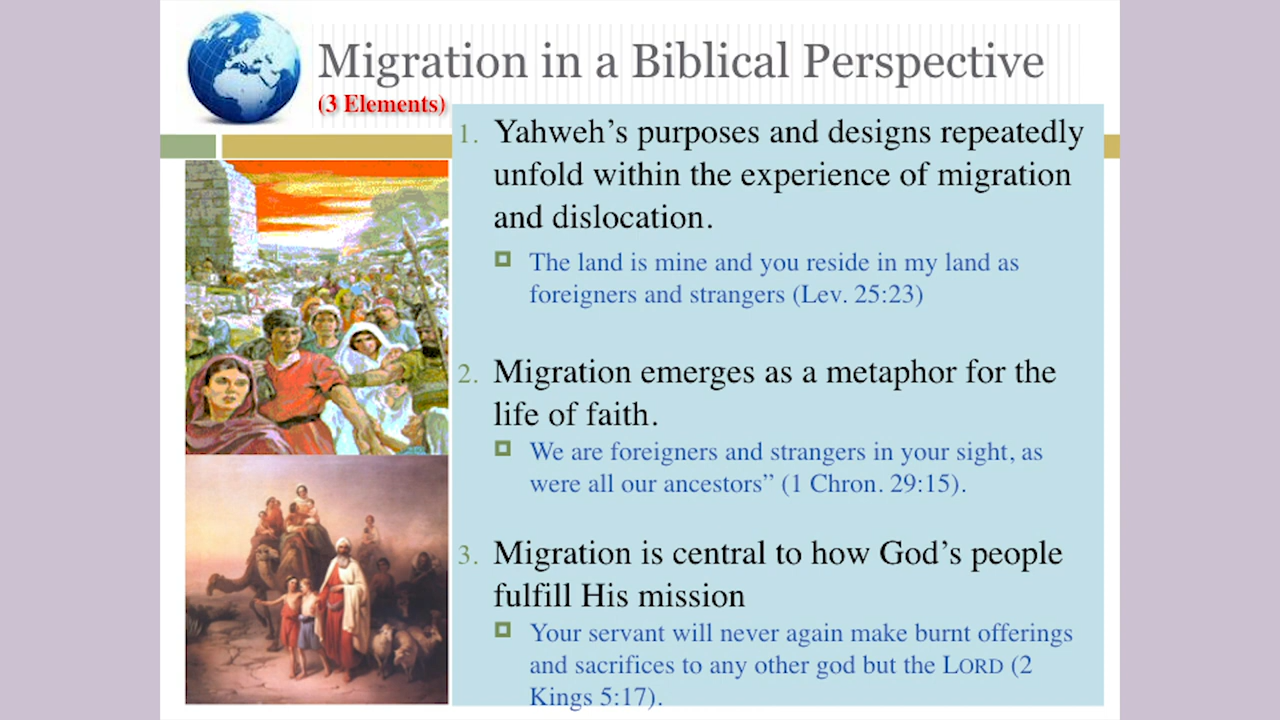 Migration in a Biblical Perspective
(3 Elements)
1. Yahweh’s purposes and designs repeatedly
unfold within the experience of migration
and dislocation.
The land is mine and you reside in my land as
foreigners and strangers (Lev. 25:23)
2. Migration emerges as a metaphor for the
life of faith.
We are foreigners and strangers in your sight, as
were all our ancestors” (1 Chron. 29:15).
3. Migration is central to how God’s people
fulfill His mission
Your servant will never again make burnt offerings
and sacrifices to any other god but the LORD (2
Kings 5:17).